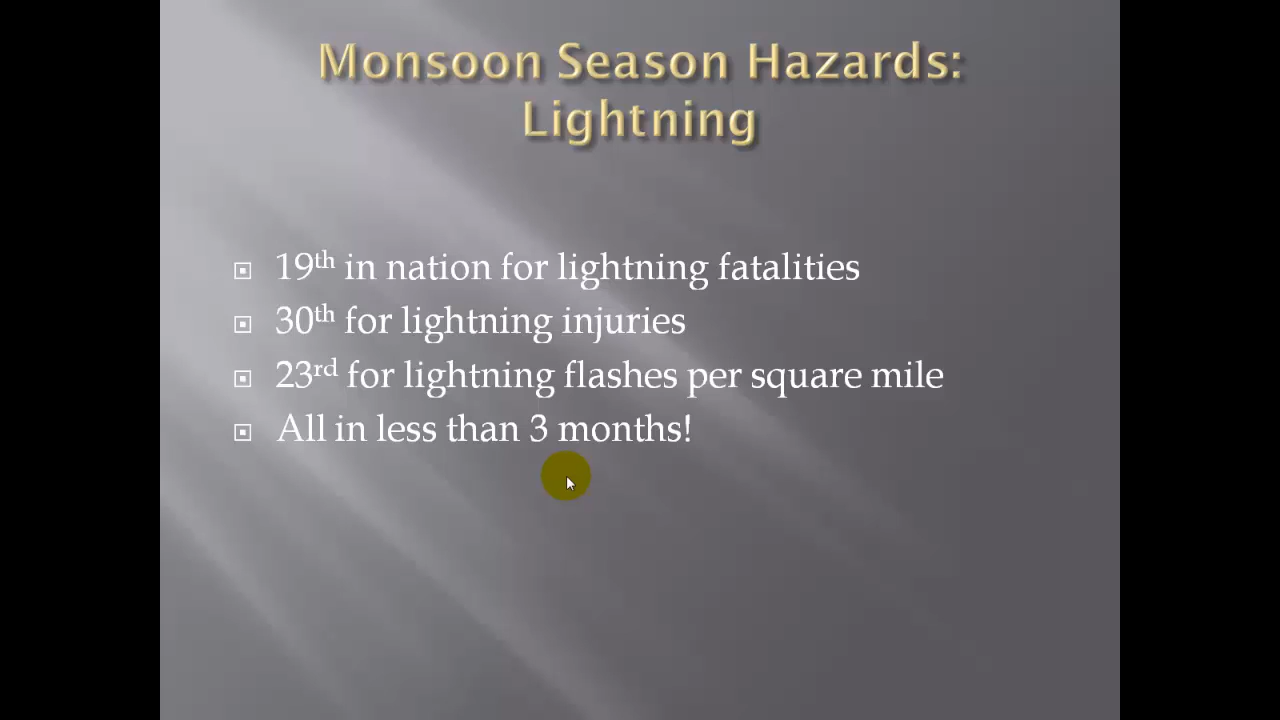 Monsoon Season Hazards:
Lightning
19th in nation for lightning fatalities
30th for lightning injuries
23rd for lightning flashes per square mile
All in less than 3 months!